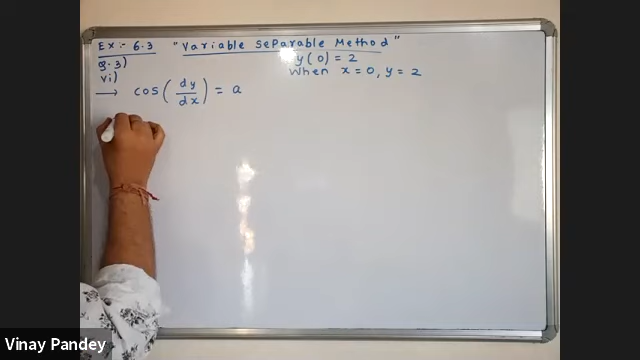 Ex:- 6.3 "Variable Separable Method"
Q.3) y(0) = 2
vi) When x=0, y=2
→ cos(dy/dx) = a
Vinay Pandey